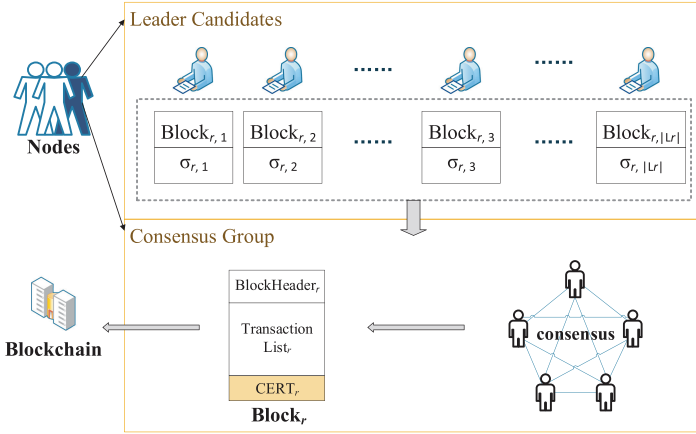 Leader Candidates
Nodes
...... ......
Block_r, 1 Block_r, 2 ...... Block_r, 3 ...... Block_r,|Lr|
σ_r, 1 σ_r, 2 σ_r, 3 σ_r, |Lr|
Consensus Group
BlockHeader_r
Transaction
List_r
CERT_r
Block_r
consensus
Blockchain